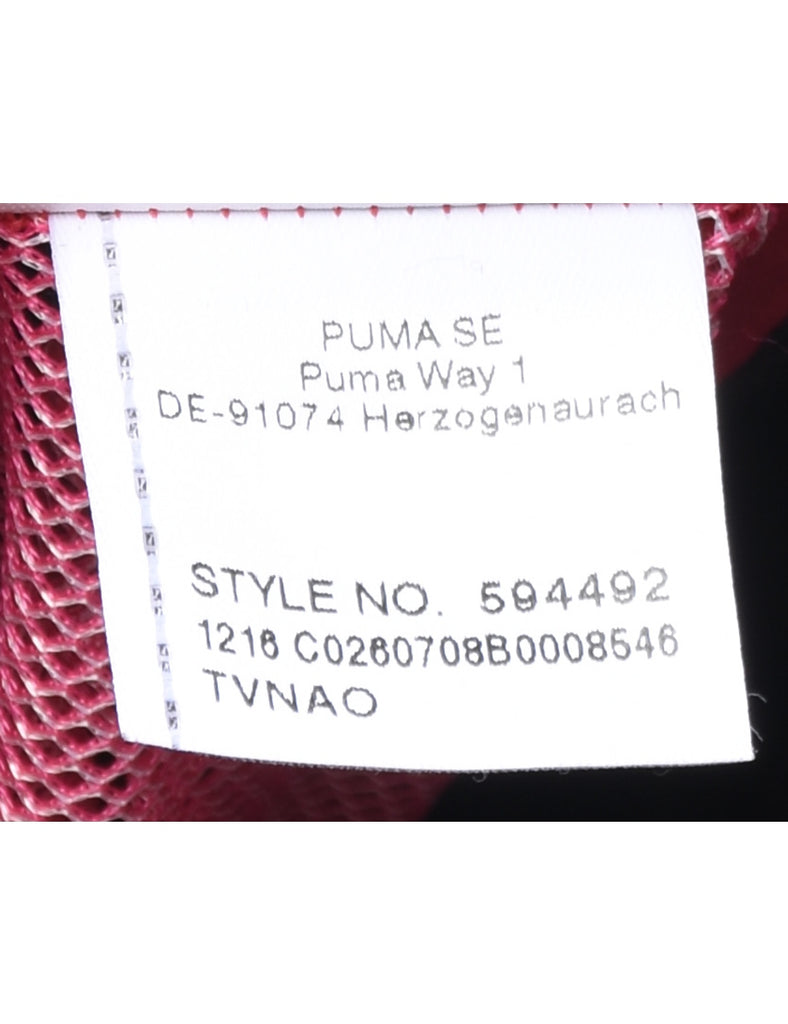 PUMA SE
Puma Way 1
DE-91074 Herzogenaurach
STYLE NO. 594492
1216 C0260708B0008546
TVNAO